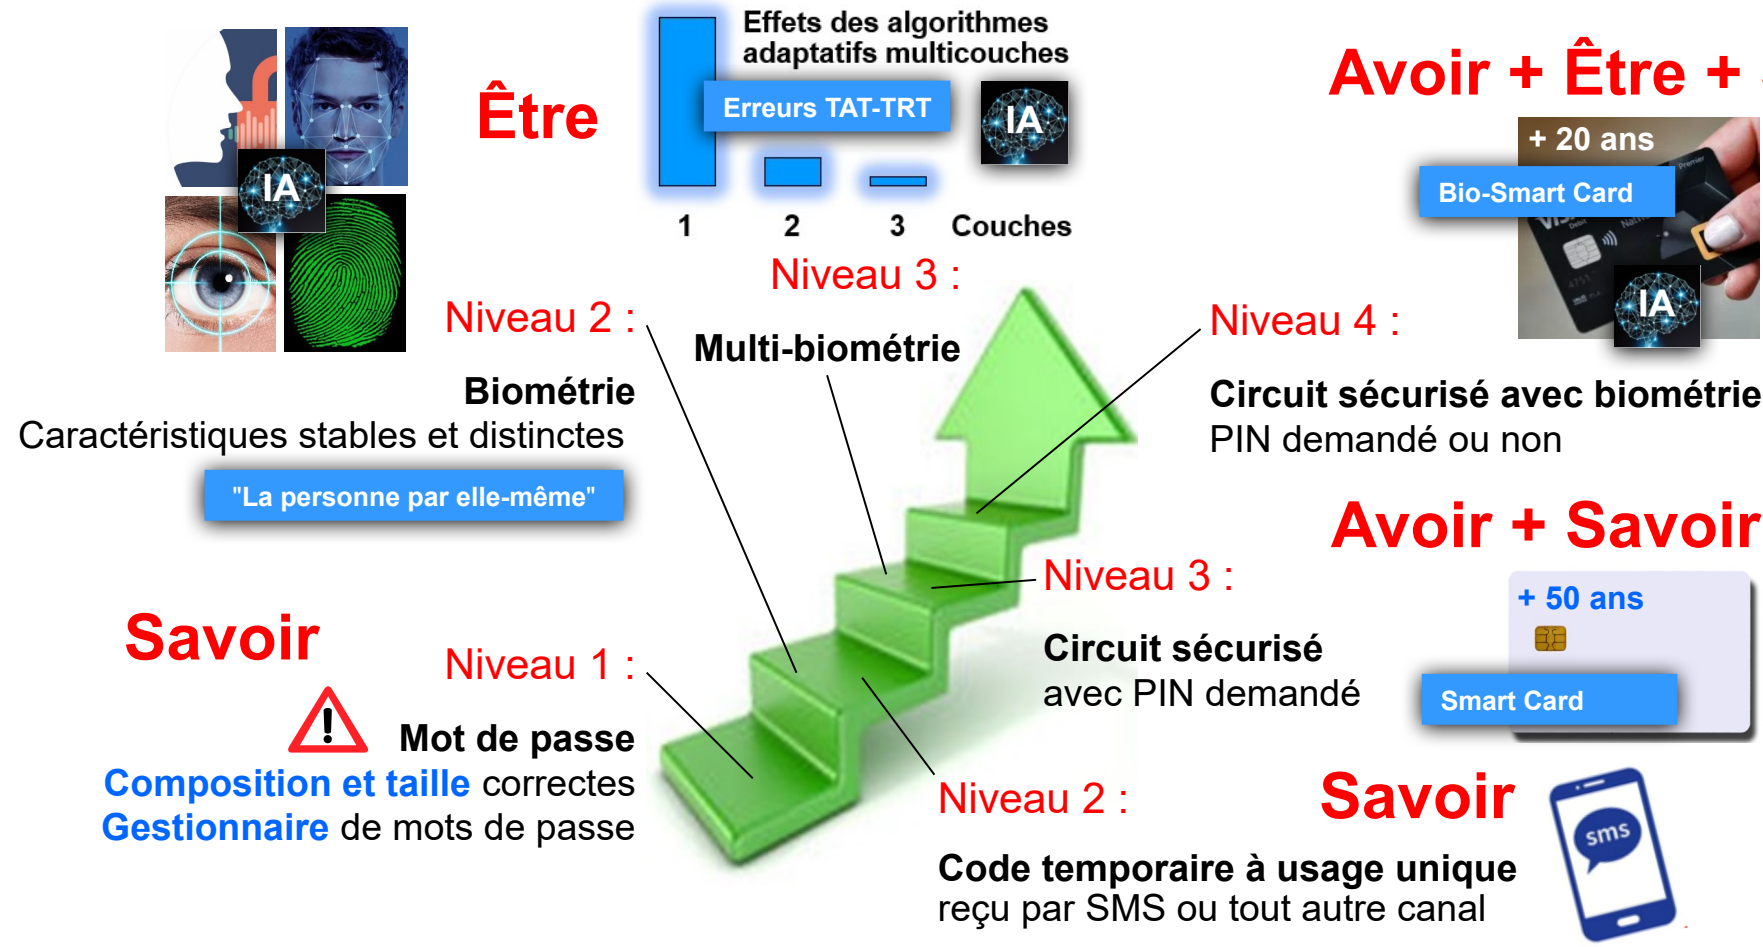 Effets des algorithmes
adaptatifs multicouches
Erreurs TAT-TRT
IA
1 2 3 Couches
Être
IA
Avoir + Être +
+ 20 ans
Bio-Smart Card
Premier
VISA
Debit
4751
IA
Niveau 3 :
Multi-biométrie
Niveau 2 :
Biométrie
Caractéristiques stables et distinctes
"La personne par elle-même"
Niveau 4 :
Circuit sécurisé avec biométrie
PIN demandé ou non
Avoir + Savoir
+ 50 ans
Smart Card
Niveau 3 :
Circuit sécurisé
avec PIN demandé
Savoir
Niveau 1 :
!
Mot de passe
Composition et taille correctes
Gestionnaire de mots de passe
Niveau 2 :
Savoir
sms
Code temporaire à usage unique
reçu par SMS ou tout autre canal